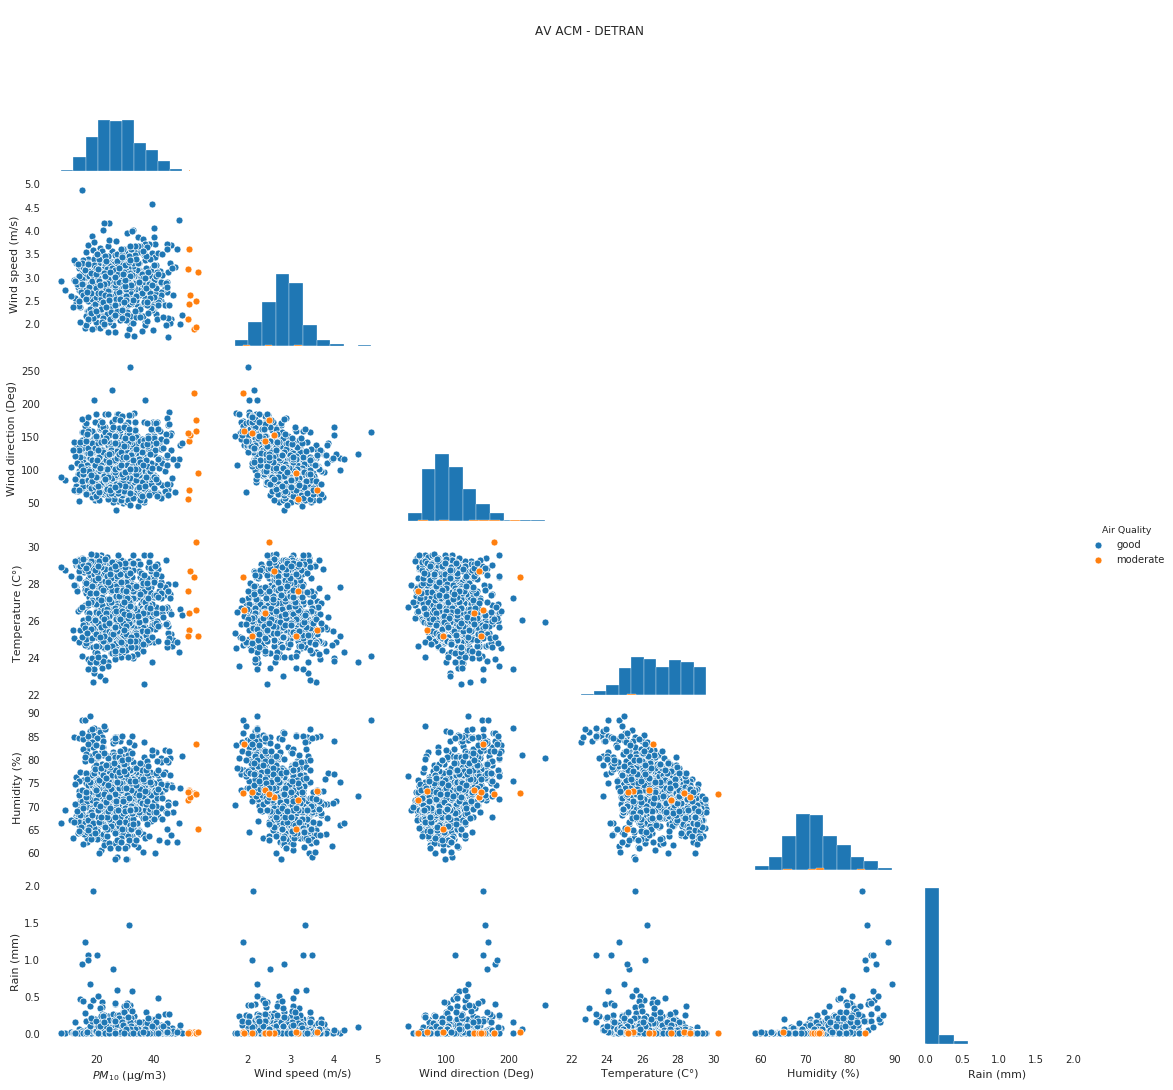 AV ACM - DETRAN
5.0
4.5
4.0
3.5
3.0
2.5
2.0
Wind speed (m/s)
250
200
150
100
50
Wind direction (Deg)
30
28
26
24
22
Temperature (C°)
Air Quality
good
moderate
90
85
80
75
70
65
60
Humidity (%)
2.0
1.5
1.0
0.5
0.0
Rain (mm)
20 40
2 3 4 5
100 200
22 24 26 28 30
60 70 80 90
0.0 0.5 1.0 1.5 2.0
PM₁₀ (µg/m3)
Wind speed (m/s)
Wind direction (Deg)
Temperature (C°)
Humidity (%)
Rain (mm)